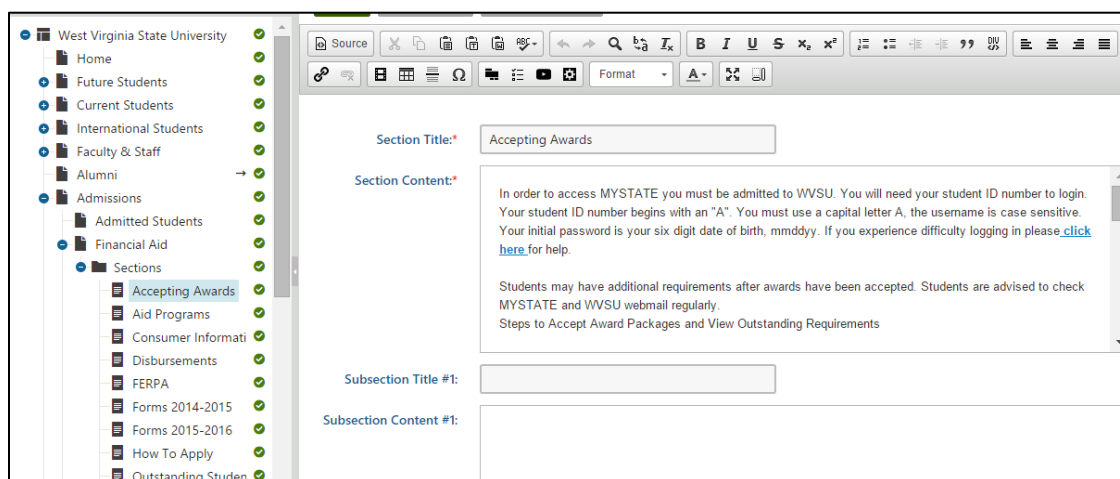 West Virginia State University
Home
Future Students
Current Students
International Students
Faculty & Staff
Alumni
Admissions
Admitted Students
Financial Aid
Sections
Accepting Awards
Aid Programs
Consumer Informati
Disbursements
FERPA
Forms 2014-2015
Forms 2015-2016
How To Apply
Outstanding Studen
Source
Format
Section Title:*
Accepting Awards
Section Content:*
In order to access MYSTATE you must be admitted to WVSU. You will need your student ID number to login.
Your student ID number begins with an "A". You must use a capital letter A, the username is case sensitive.
Your initial password is your six digit date of birth, mmddyy. If you experience difficulty logging in please click
here for help.
Students may have additional requirements after awards have been accepted. Students are advised to check
MYSTATE and WVSU webmail regularly.
Steps to Accept Award Packages and View Outstanding Requirements
Subsection Title #1:
Subsection Content #1: